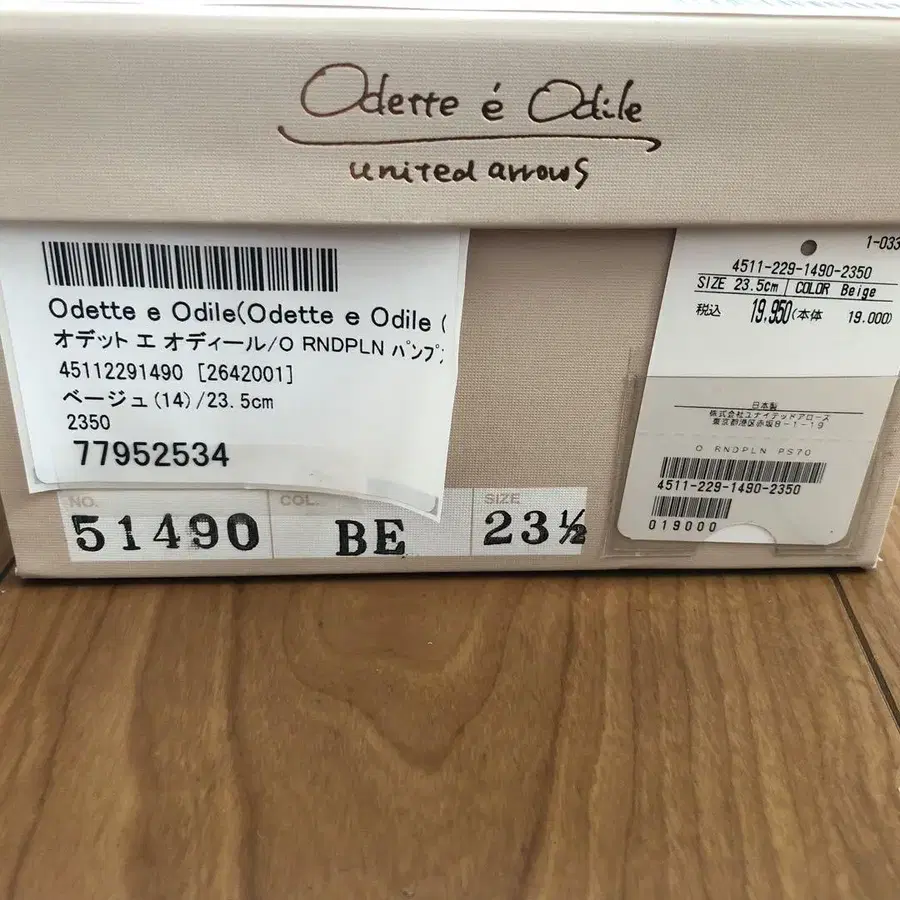 Odette é Odile
united arrows
Odette e Odile(Odette e Odile (
オデット エ オディール/O RNDPLN パンプ
45112291490 [2642001]
ベージュ(14)/23.5cm
2350
77952534
NO.
51490
COL.
BE
SIZE
23½
1-033
4511-229-1490-2350
SIZE 23.5cm COLOR Beige
税込 19,950(本体 19,000)
日本製
株式会社ユナイテッドアローズ
東京都港区赤坂8-1-19
O RNDPLN PS70
4511-229-1490-2350
019000